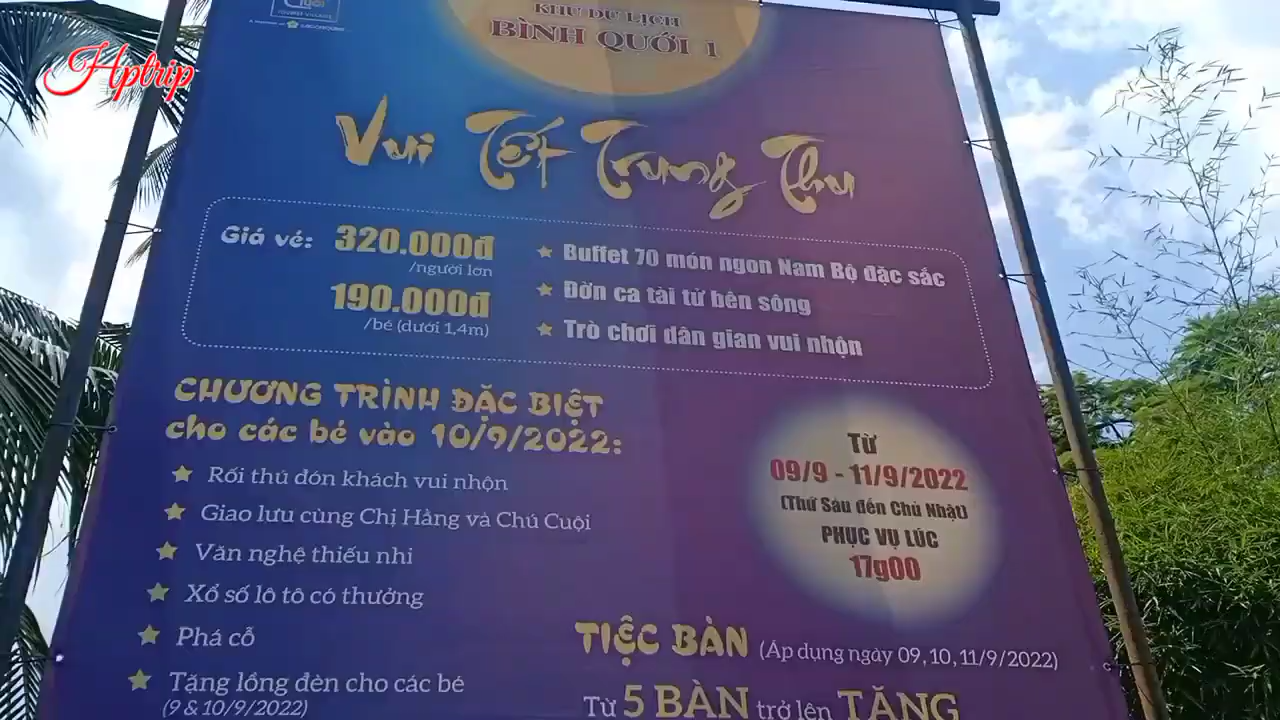 Hptrip
KHU DU LỊCH
BÌNH QUỚI 1
Vui Tết Trung Thu
Giá vé: 320.000đ
/người lớn
190.000đ
/bé (dưới 1,4m)
Buffet 70 món ngon Nam Bộ đặc sắc
Đờn ca tài tử bên sông
Trò chơi dân gian vui nhộn
CHƯƠNG TRÌNH ĐẶC BIỆT
cho các bé vào 10/9/2022:
Rối thú đón khách vui nhộn
Giao lưu cùng Chị Hằng và Chú Cuội
Văn nghệ thiếu nhi
Xổ số lô tô có thưởng
Phá cỗ
Tặng lồng đèn cho các bé
(9 & 10/9/2022)
Từ
09/9 - 11/9/2022
(Thứ Sáu đến Chủ Nhật)
PHỤC VỤ LÚC
17g00
TIỆC BÀN (Áp dụng ngày 09, 10, 11/9/2022)
Từ 5 BÀN trở lên TẶNG